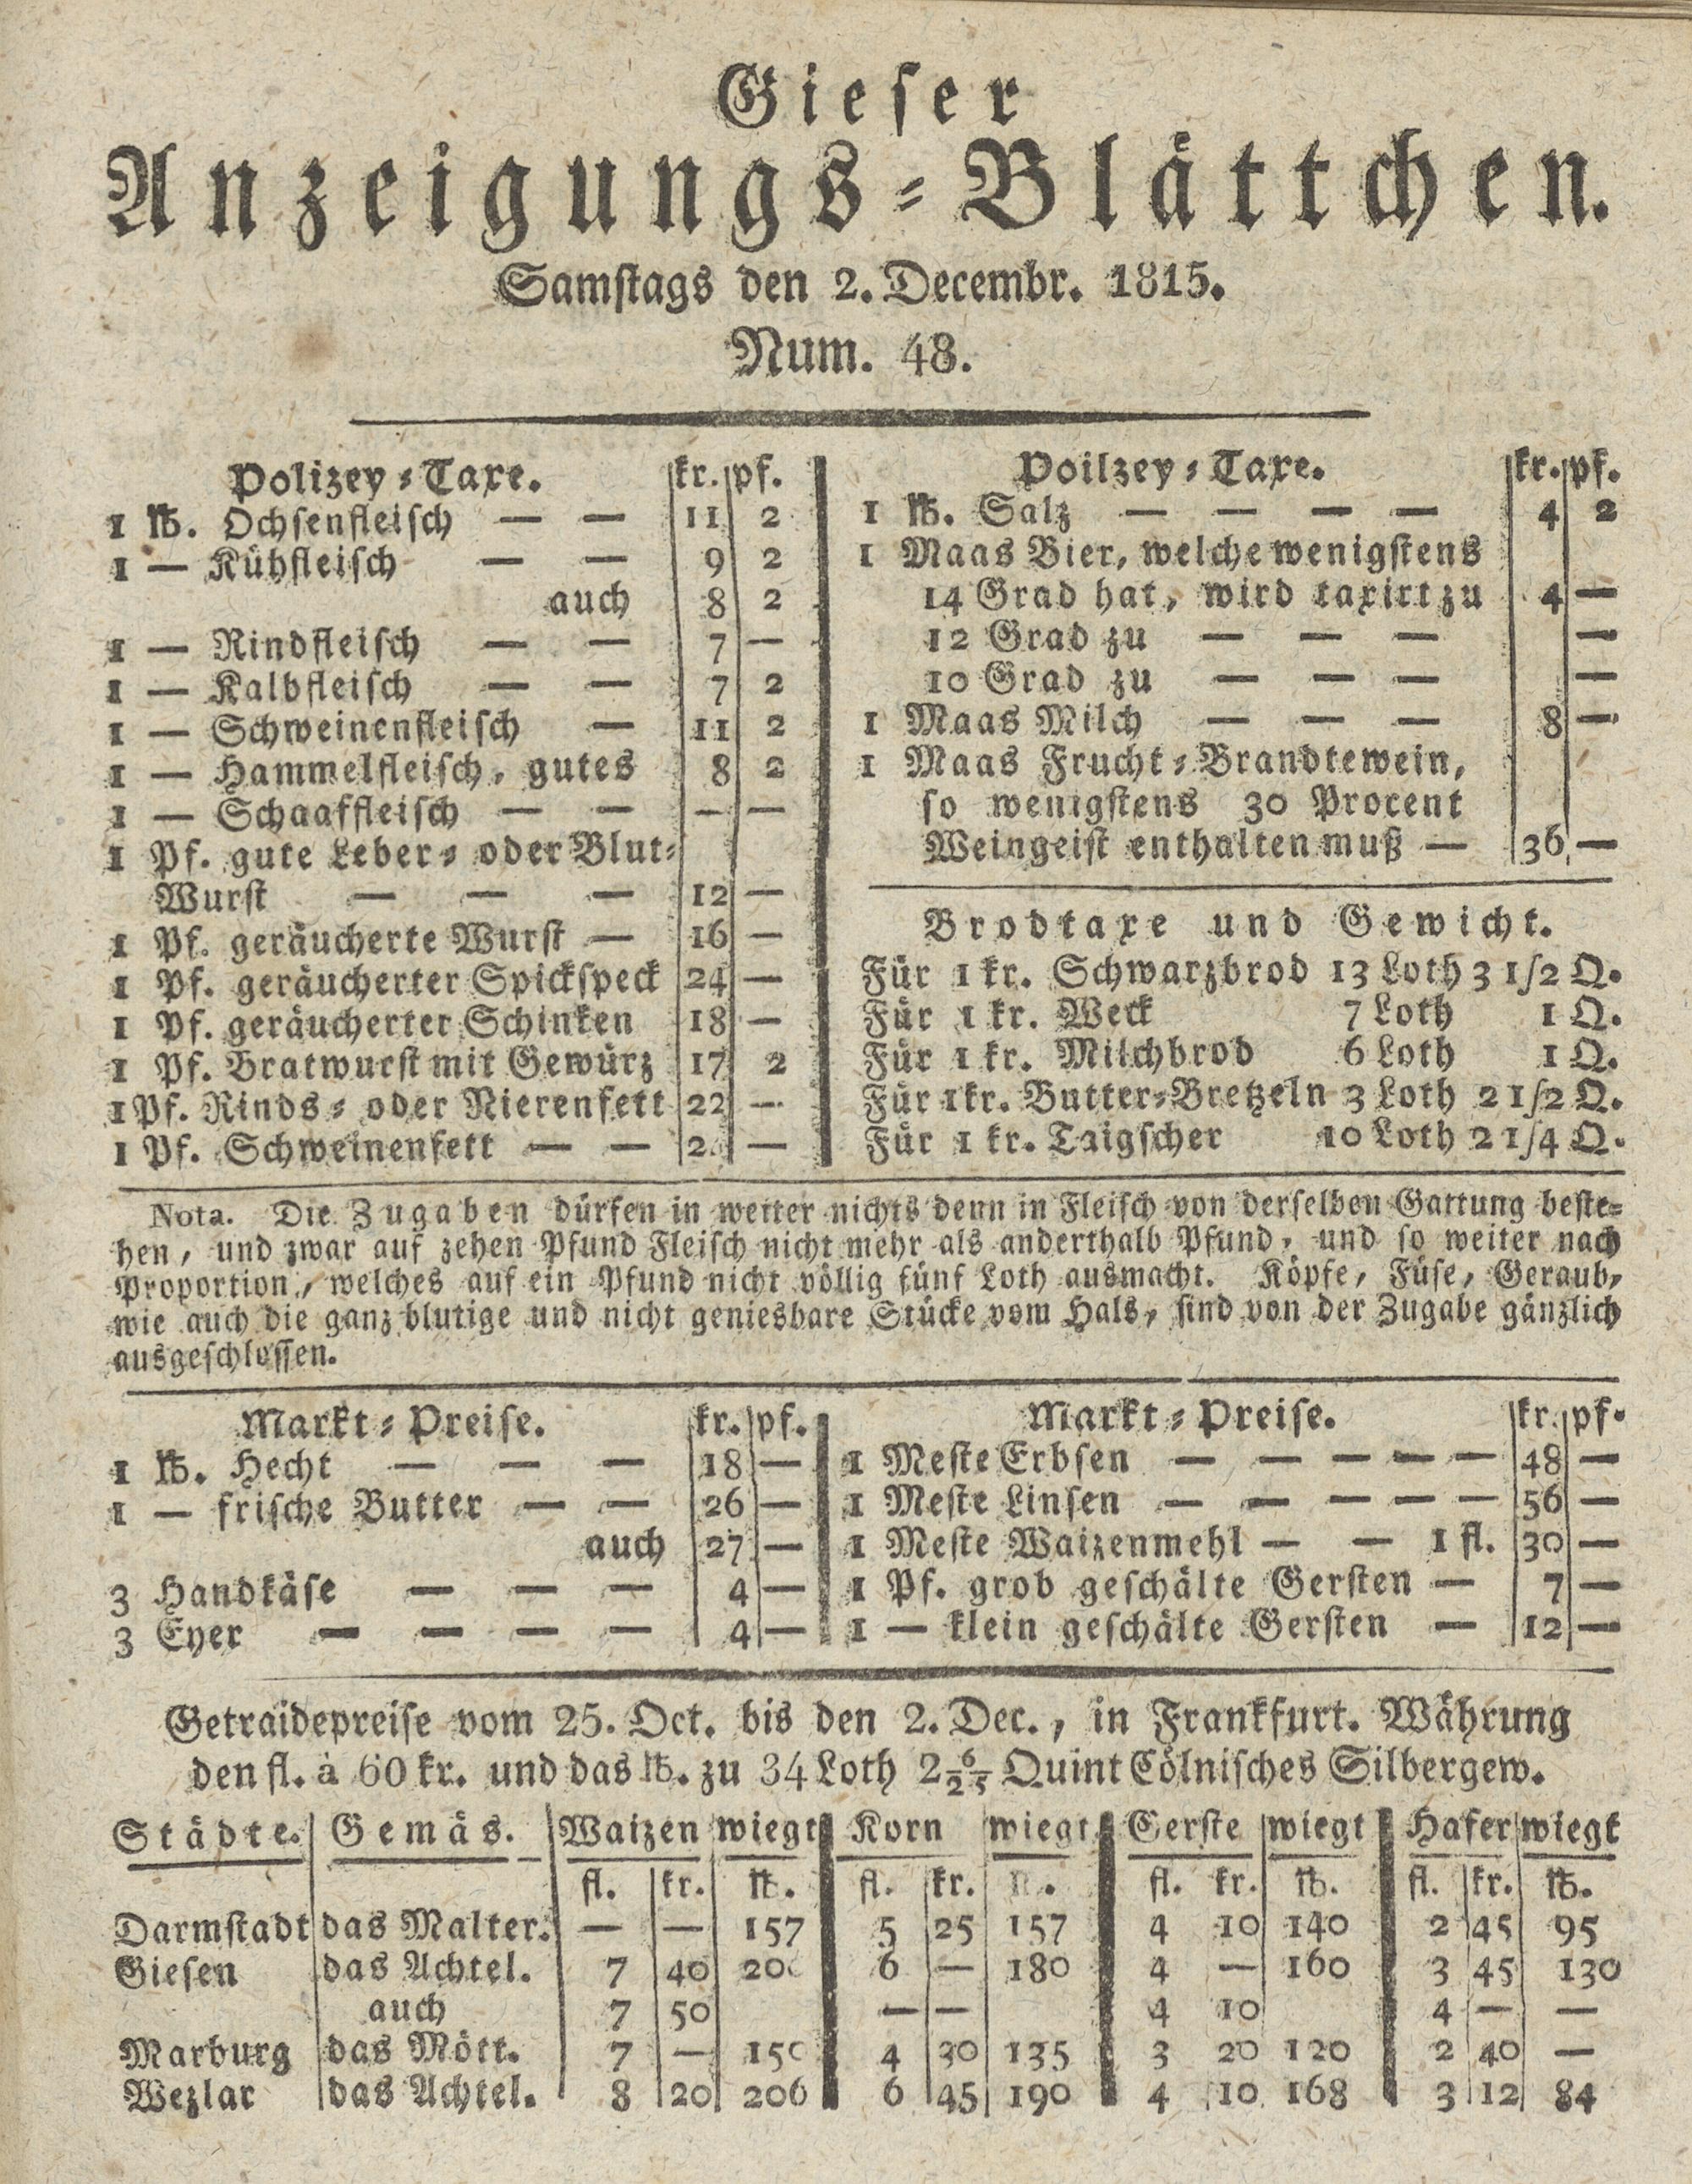 Gieser
Anzeigungs-Blättchen.
Samstags den 2. Decembr. 1815.
Num. 48.
Polizey-Taxe. kr. pf.
1 ℔. Ochsenfleisch — — 11 2
1 — Kühfleisch — — 9 2
auch 8 2
1 — Rindfleisch — — 7 —
1 — Kalbfleisch — — 7 2
1 — Schweinenfleisch — 11 2
1 — Hammelfleisch, gutes 8 2
1 — Schaaffleisch — — — —
1 Pf. gute Leber- oder Blut-
Wurst — — — 12 —
1 Pf. geräucherte Wurst — 16 —
1 Pf. geräucherter Spickspeck 24 —
1 Pf. geräucherter Schinken 18 —
1 Pf. Bratwurst mit Gewürz 17 2
1 Pf. Rinds- oder Nierenfett 22 —
1 Pf. Schweinenfett — — —
Poilzey-Taxe. kr. pf.
1 ℔. Salz — — — — 4 2
1 Maas Bier, welche wenigstens
14 Grad hat, wird taxirt zu 4 —
12 Grad zu — — — —
10 Grad zu — — — —
1 Maas Milch — — — 8 —
1 Maas Frucht-Brandtewein,
so wenigstens 30 Procent
Weingeist enthalten muß — 36 —
Brodtaxe und Gewicht.
Für 1 kr. Schwarzbrod 13 Loth 3 1/2 Q.
Für 1 kr. Weck 7 Loth 1 Q.
Für 1 kr. Milchbrod 6 Loth 1 Q.
Für 1 kr. Butter-Bretzeln 3 Loth 2 1/2 Q.
Für 1 kr. Taigscher 10 Loth 2 1/4 Q.
Nota. Die Zugaben dürfen in weiter nichts denn in Fleisch von derselben Gattung beste-
hen, und zwar auf zehen Pfund Fleisch nicht mehr als anderthalb Pfund, und so weiter nach
Proportion, welches auf ein Pfund nicht völlig fünf Loth ausmacht. Köpfe, Füse, Geraub,
wie auch die ganz blutige und nicht geniesbare Stücke vom Hals, sind von der Zugabe gänzlich
ausgeschlossen.
Markt-Preise. kr. pf.
1 ℔. Hecht — — — 18 —
1 — frische Butter — — 26 —
auch 27 —
3 Handkäse — — — 4 —
3 Eyer — — — — 4 —
Markt-Preise. kr. pf.
1 Meste Erbsen — — — — — 48 —
1 Meste Linsen — — — — — 56 —
1 Meste Waizenmehl — — 1 fl. 30 —
1 Pf. grob geschälte Gersten — 7 —
1 — klein geschälte Gersten — 12 —
Getraidepreise vom 25. Oct. bis den 2. Dec., in Frankfurt. Währung
den fl. à 60 kr. und das ℔. zu 34 Loth 2 6/25 Quint Cölnisches Silbergew.
Städte. Gemäs. Waizen wiegt Korn wiegt Gerste wiegt Hafer wiegt
fl. kr. ℔. fl. kr. fl. kr. ℔. fl. kr. ℔.
Darmstadt das Malter. — — 157 5 25 157 4 10 140 2 45 95
Giesen das Achtel. 7 40 200 6 — 180 4 — 160 3 45 130
auch 7 50 — — 4 10 4 — —
Marburg das Mött. 7 — 150 4 30 135 3 20 120 2 40 —
Wezlar das Achtel. 8 20 206 6 45 190 4 10 168 3 12 84